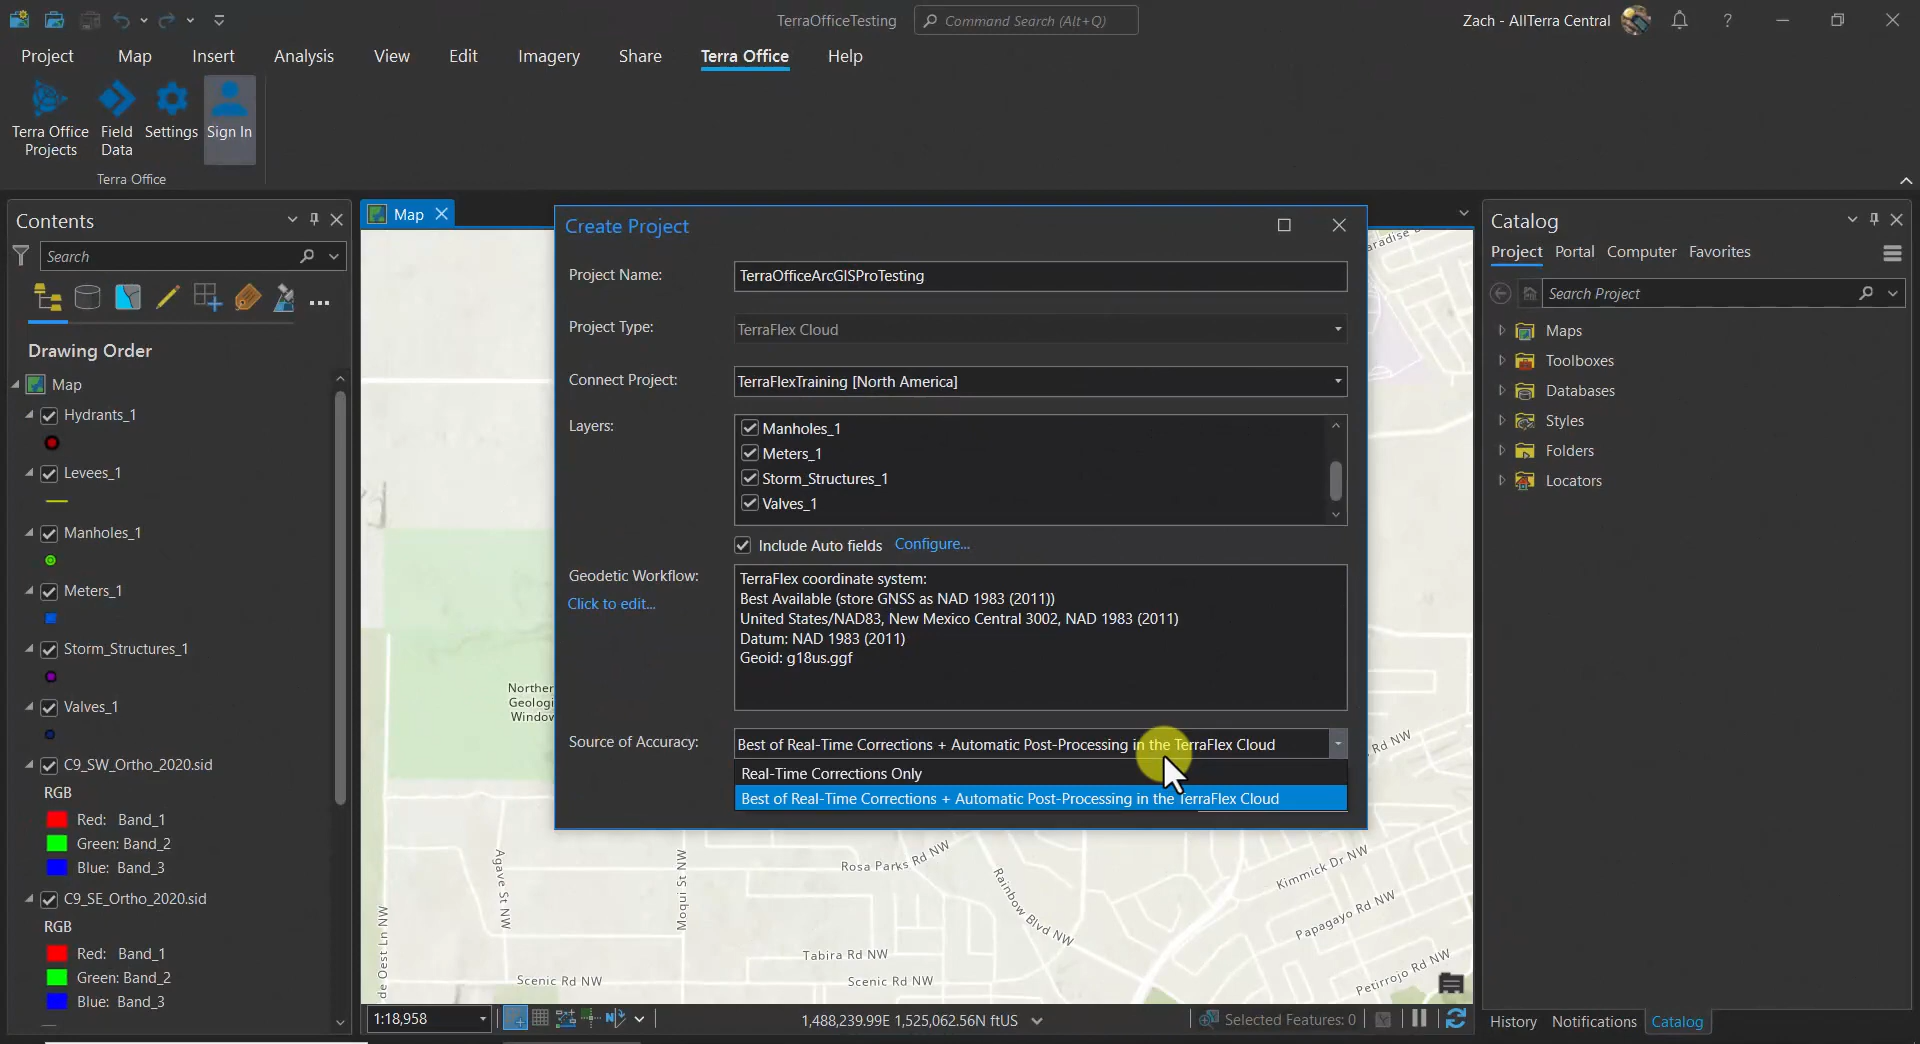 TerraOfficeTesting
Command Search (Alt+Q)
Zach - AllTerra Central
?
Project
Map
Insert
Analysis
View
Edit
Imagery
Share
Terra Office
Help
Terra Office Projects
Field Data
Settings
Sign In
Terra Office
Contents
Search
Drawing Order
Map
Hydrants_1
Levees_1
Manholes_1
Meters_1
Storm_Structures_1
Valves_1
C9_SW_Ortho_2020.sid
RGB
Red: Band_1
Green: Band_2
Blue: Band_3
C9_SE_Ortho_2020.sid
RGB
Red: Band_1
Green: Band_2
Blue: Band_3
Map
Create Project
Project Name:
TerraOfficeArcGISProTesting
Project Type:
TerraFlex Cloud
Connect Project:
TerraFlexTraining [North America]
Layers:
Manholes_1
Meters_1
Storm_Structures_1
Valves_1
Include Auto fields
Configure...
Geodetic Workflow:
Click to edit...
TerraFlex coordinate system:
Best Available (store GNSS as NAD 1983 (2011))
United States/NAD83, New Mexico Central 3002, NAD 1983 (2011)
Datum: NAD 1983 (2011)
Geoid: g18us.ggf
Source of Accuracy:
Best of Real-Time Corrections + Automatic Post-Processing in the TerraFlex Cloud
Real-Time Corrections Only
Best of Real-Time Corrections + Automatic Post-Processing in the TerraFlex Cloud
Norther
Geologi
Window
Rd NW
Agave St NW
Moqui St NW
Rosa Parks Rd NW
Rainbow Blvd NW
Kimmick Dr NW
Papagayo Rd NW
Petirrojo Rd NW
Tabira Rd NW
Scenic Rd NW
Scenic Rd NW
de Oest Ln NW
1:18,958
1,488,239.99E 1,525,062.56N ftUS
Selected Features: 0
Catalog
Project
Portal
Computer
Favorites
Search Project
Maps
Toolboxes
Databases
Styles
Folders
Locators
History
Notifications
Catalog